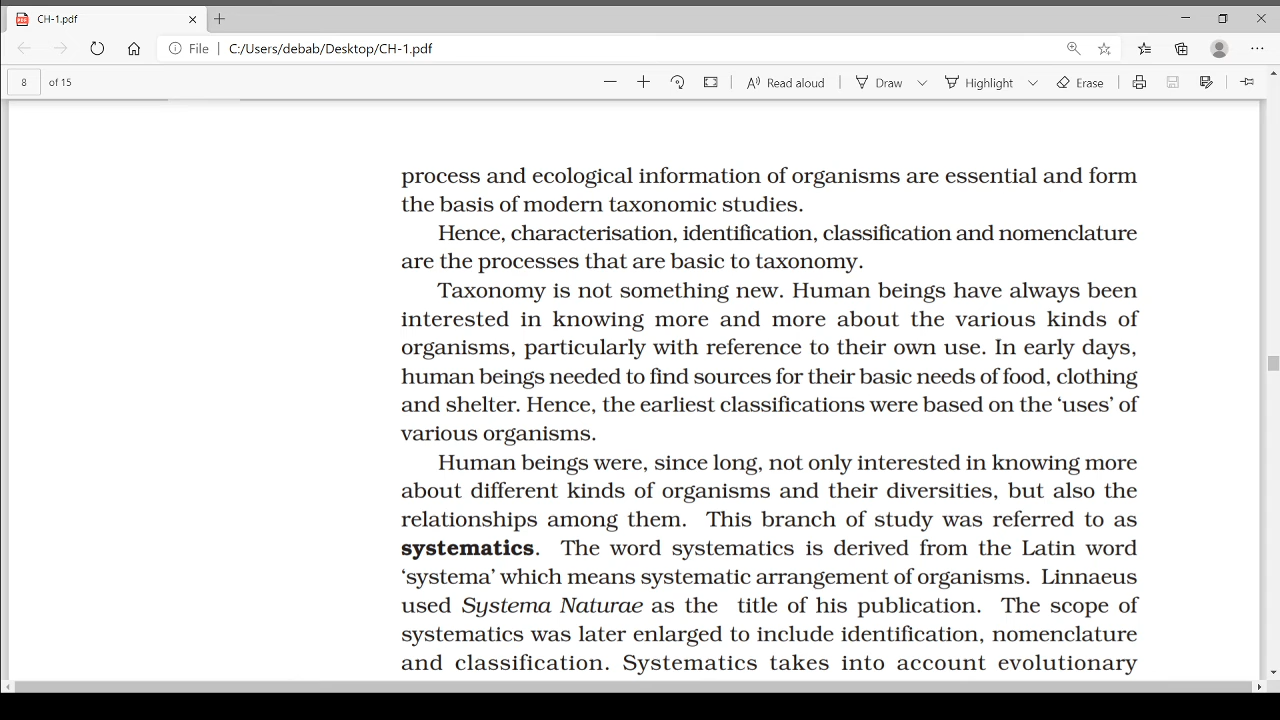 CH-1.pdf
File C:/Users/debab/Desktop/CH-1.pdf
8 of 15 Read aloud Draw Highlight Erase
process and ecological information of organisms are essential and form
the basis of modern taxonomic studies.
Hence, characterisation, identification, classification and nomenclature
are the processes that are basic to taxonomy.
Taxonomy is not something new. Human beings have always been
interested in knowing more and more about the various kinds of
organisms, particularly with reference to their own use. In early days,
human beings needed to find sources for their basic needs of food, clothing
and shelter. Hence, the earliest classifications were based on the ‘uses’ of
various organisms.
Human beings were, since long, not only interested in knowing more
about different kinds of organisms and their diversities, but also the
relationships among them. This branch of study was referred to as
systematics. The word systematics is derived from the Latin word
‘systema’ which means systematic arrangement of organisms. Linnaeus
used Systema Naturae as the title of his publication. The scope of
systematics was later enlarged to include identification, nomenclature
and classification. Systematics takes into account evolutionary